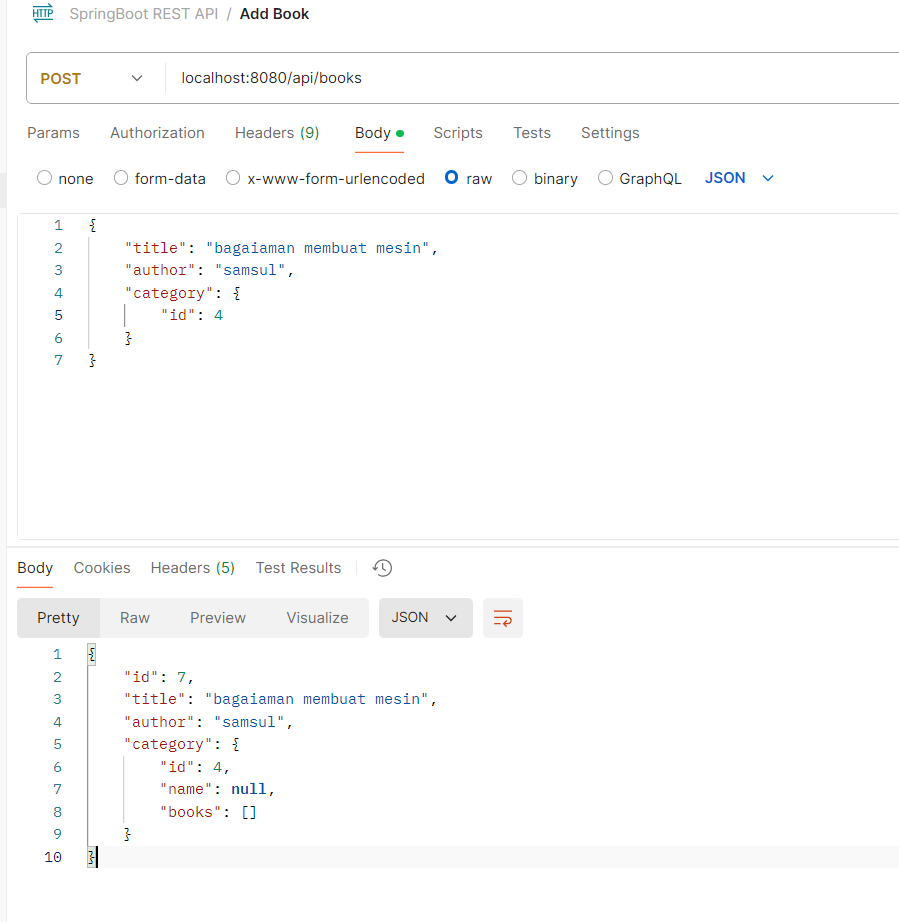 HTTP SpringBoot REST API / Add Book
POST localhost:8080/api/books
Params Authorization Headers (9) Body Scripts Tests Settings
none form-data x-www-form-urlencoded raw binary GraphQL JSON
1 {
2 "title": "bagaiaman membuat mesin",
3 "author": "samsul",
4 "category": {
5 "id": 4
6 }
7 }
Body Cookies Headers (5) Test Results
Pretty Raw Preview Visualize JSON
1 {
2 "id": 7,
3 "title": "bagaiaman membuat mesin",
4 "author": "samsul",
5 "category": {
6 "id": 4,
7 "name": null,
8 "books": []
9 }
10 }